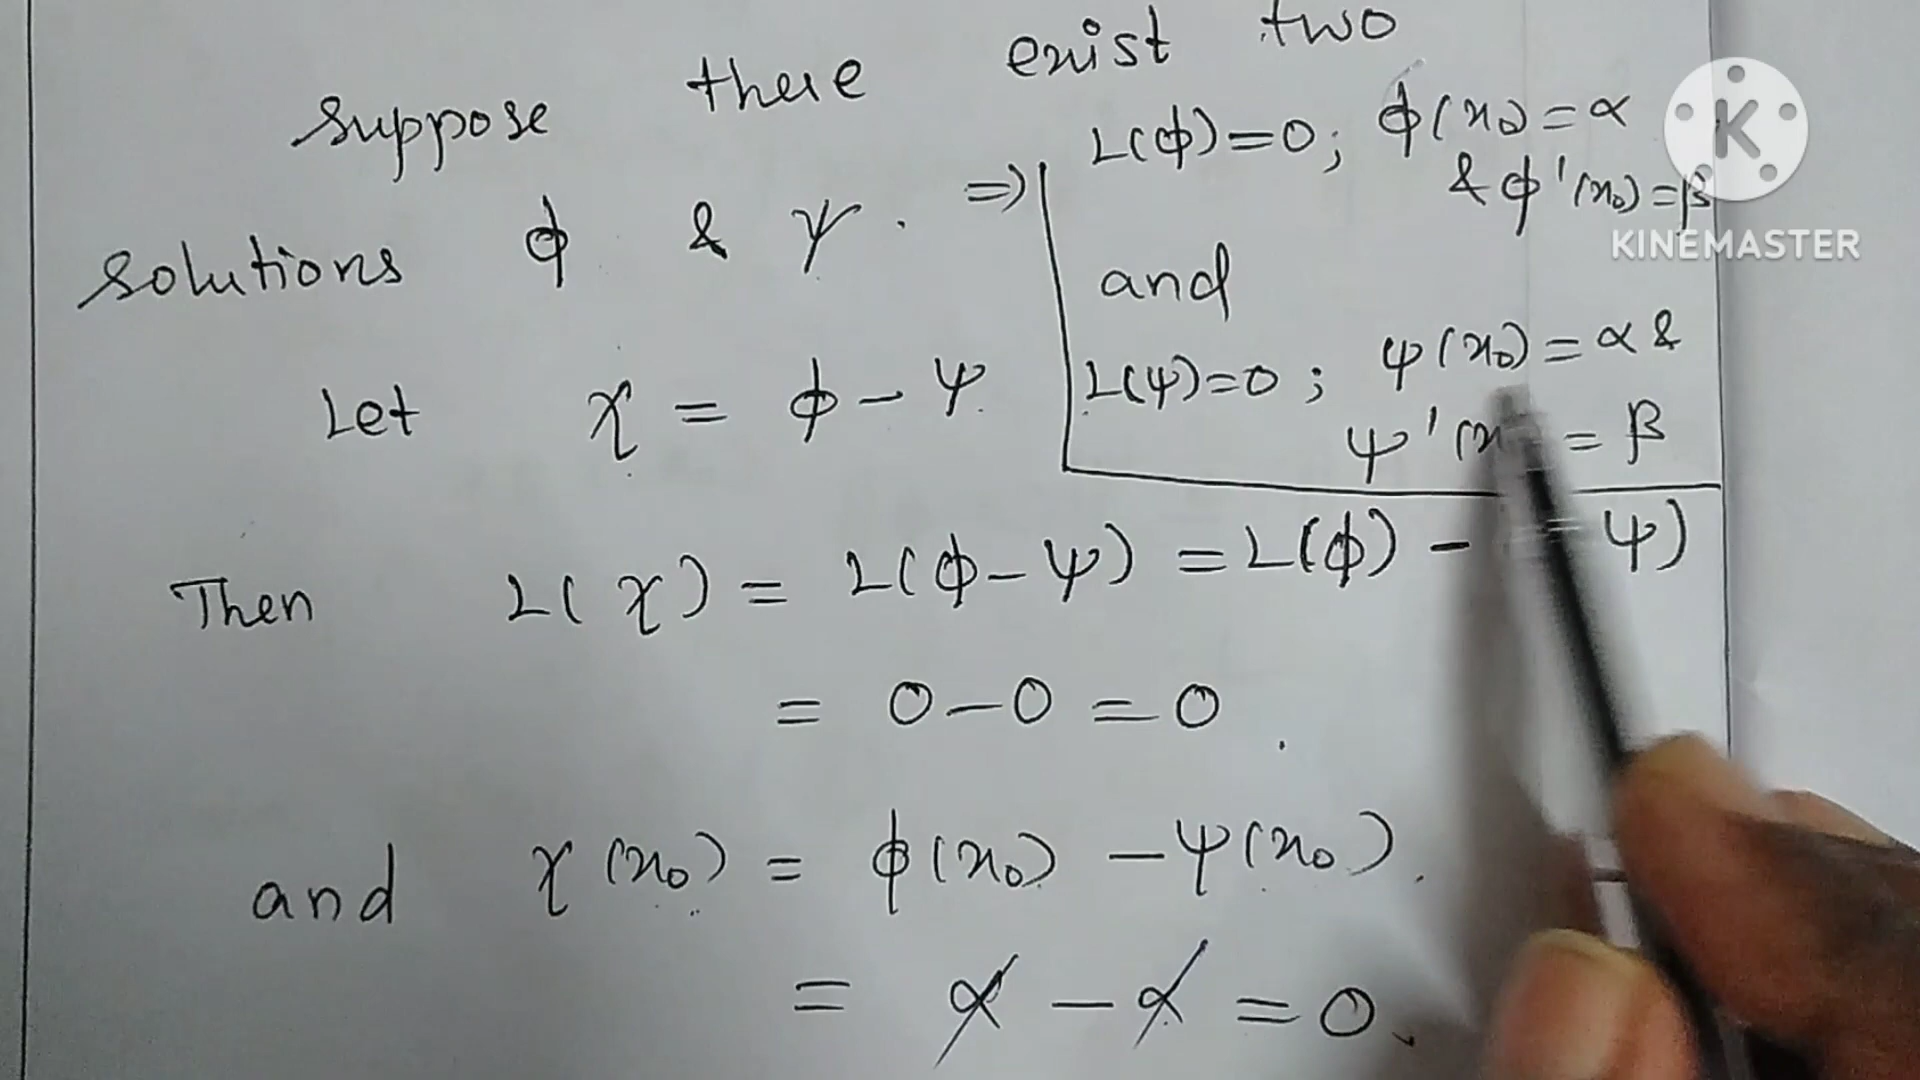 suppose there exist two
solutions ϕ & ψ. ⇒ L(ϕ)=0; ϕ(x₀)=α
& ϕ'(x₀)=β
and
L(ψ)=0; ψ(x₀)=α &
ψ'(x = β
Let χ = ϕ-ψ
Then L(χ) = L(ϕ-ψ) = L(ϕ) - ψ)
= 0-0=0.
and χ(x₀) = ϕ(x₀) -ψ(x₀).
= α - α = 0.
K
KINEMASTER